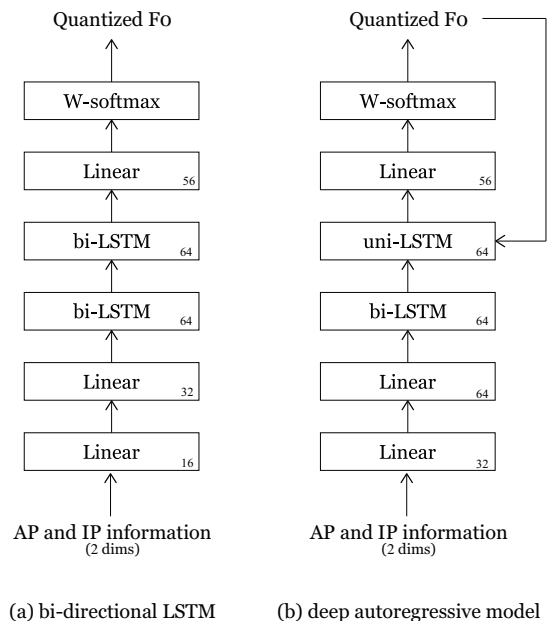 Quantized F0
W-softmax
Linear
56
bi-LSTM
64
bi-LSTM
64
Linear
32
Linear
16
AP and IP information
(2 dims)
(a) bi-directional LSTM
Quantized F0
W-softmax
Linear
56
uni-LSTM
64
bi-LSTM
64
Linear
64
Linear
32
AP and IP information
(2 dims)
(b) deep autoregressive model